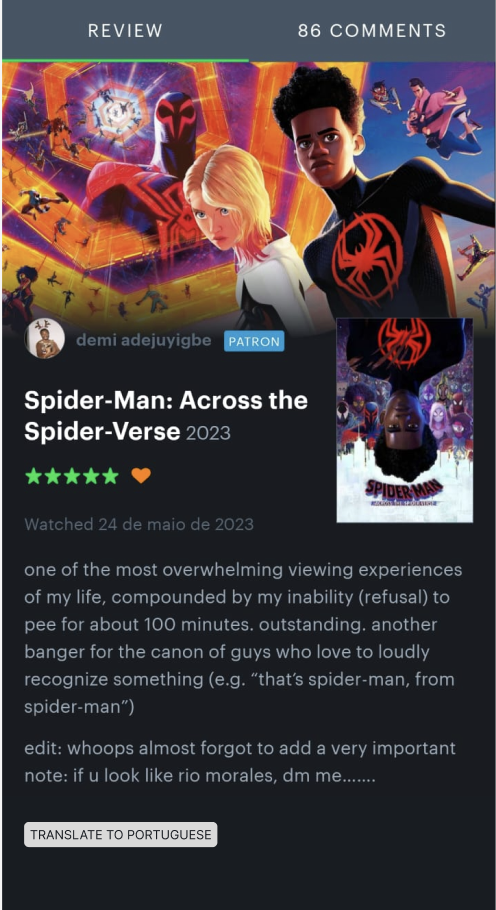 REVIEW
86 COMMENTS
demi adejuyigbe PATRON
Spider-Man: Across the
Spider-Verse 2023
SPIDER-MAN
ACROSS THE SPIDER-VERSE
Watched 24 de maio de 2023
one of the most overwhelming viewing experiences
of my life, compounded by my inability (refusal) to
pee for about 100 minutes. outstanding. another
banger for the canon of guys who love to loudly
recognize something (e.g. “that’s spider-man, from
spider-man”)
edit: whoops almost forgot to add a very important
note: if u look like rio morales, dm me.......
TRANSLATE TO PORTUGUESE